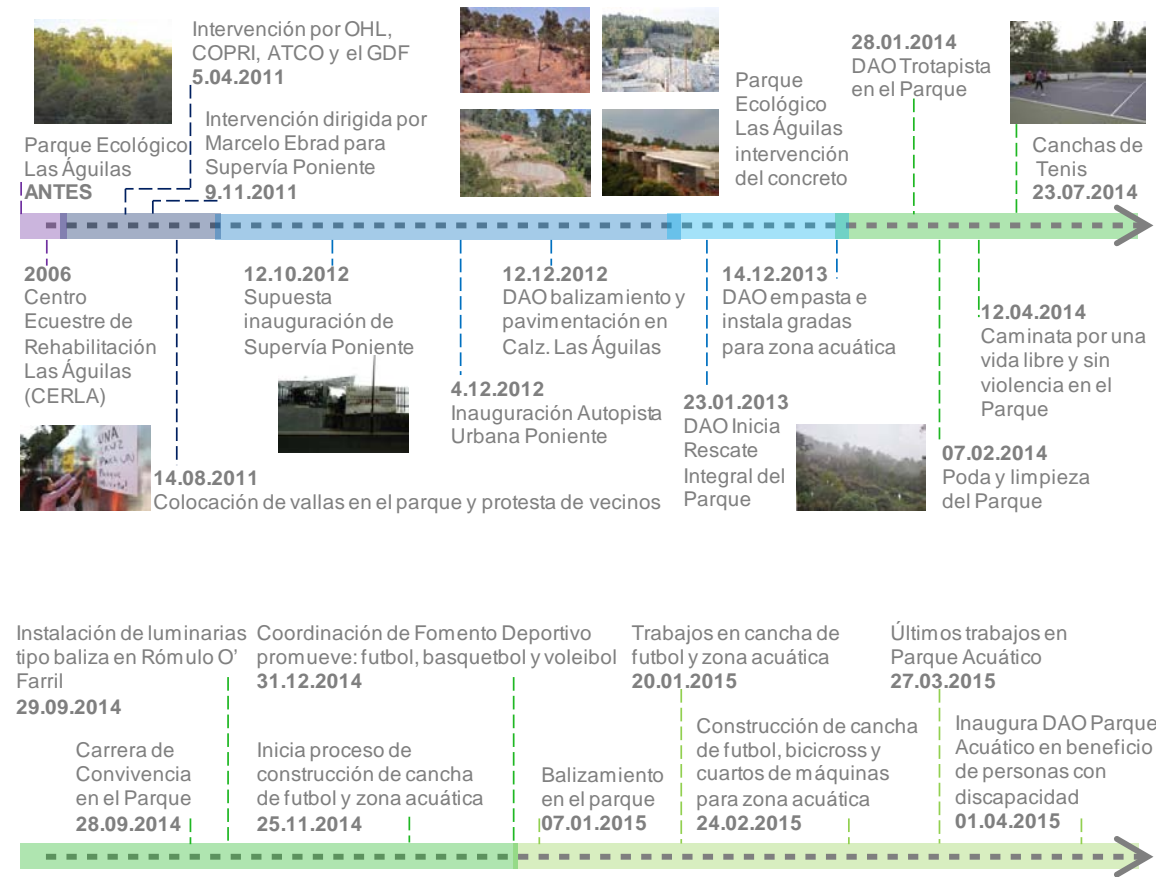 Intervención por OHL,
COPRI, ATCO y el GDF
5.04.2011
Intervención dirigida por
Marcelo Ebrad para
Supervía Poniente
9.11.2011
Parque Ecológico
Las Águilas
ANTES
Parque
Ecológico
Las Águilas
intervención
del concreto
28.01.2014
DAO Trotapista
en el Parque
Canchas de
Tenis
23.07.2014
2006
Centro
Ecuestre de
Rehabilitación
Las Águilas
(CERLA)
UNA
CRUZ
PARA UN
PARQUE
14.08.2011
Colocación de vallas en el parque y protesta de vecinos
12.10.2012
Supuesta
inauguración de
Supervía Poniente
4.12.2012
Inauguración Autopista
Urbana Poniente
12.12.2012
DAO balizamiento y
pavimentación en
Calz. Las Águilas
23.01.2013
DAO Inicia
Rescate
Integral del
Parque
14.12.2013
DAO empasta e
instala gradas
para zona acuática
07.02.2014
Poda y limpieza
del Parque
12.04.2014
Caminata por una
vida libre y sin
violencia en el
Parque
Instalación de luminarias
tipo baliza en Rómulo O'
Farril
29.09.2014
Carrera de
Convivencia
en el Parque
28.09.2014
Coordinación de Fomento Deportivo
promueve: futbol, basquetbol y voleibol
31.12.2014
Inicia proceso de
construcción de cancha
de futbol y zona acuática
25.11.2014
Balizamiento
en el parque
07.01.2015
Trabajos en cancha de
futbol y zona acuática
20.01.2015
Construcción de cancha
de futbol, bicicross y
cuartos de máquinas
para zona acuática
24.02.2015
Últimos trabajos en
Parque Acuático
27.03.2015
Inaugura DAO Parque
Acuático en beneficio
de personas con
discapacidad
01.04.2015